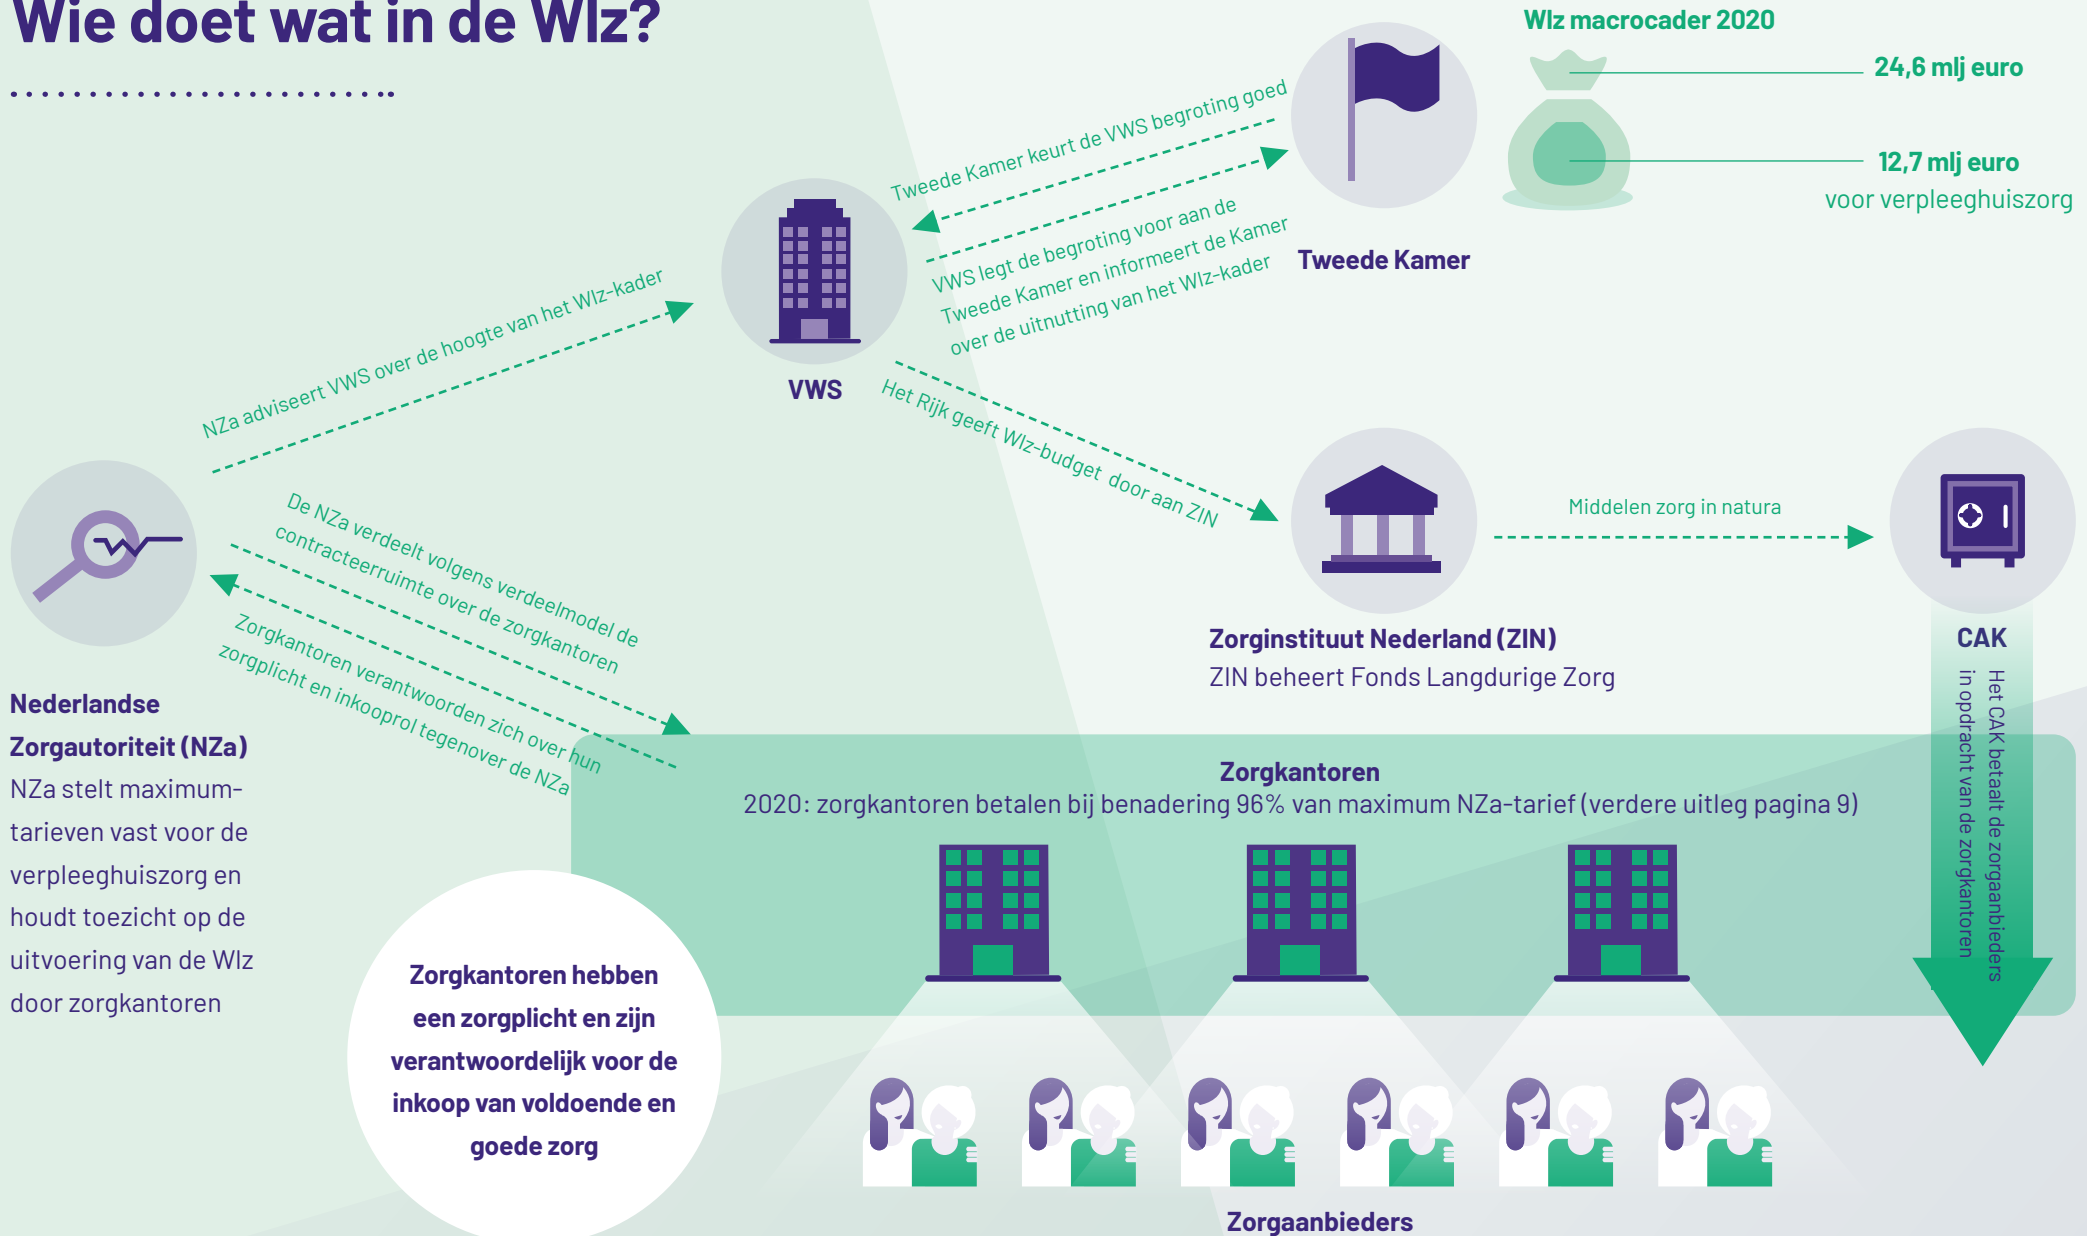 Wie doet wat in de Wlz?
Wlz macrocader 2020
24,6 mlj euro
12,7 mlj euro
voor verpleeghuiszorg
Tweede Kamer keurt de VWS begroting goed
VWS legt de begroting voor aan de
Tweede Kamer en informeert de Kamer
over de uitnutting van het Wlz-kader
Tweede Kamer
NZa adviseert VWS over de hoogte van het Wlz-kader
VWS
Het Rijk geeft Wlz-budget door aan ZIN
De NZa verdeelt volgens verdeelmodel de
contracteerruimte over de zorgkantoren
Zorgkantoren verantwoorden zich over hun
zorgplicht en inkooprol tegenover de NZa
Middelen zorg in natura
Zorginstituut Nederland (ZIN)
ZIN beheert Fonds Langdurige Zorg
CAK
Het CAK betaalt de zorgaanbieders
in opdracht van de zorgkantoren
Nederlandse
Zorgautoriteit (NZa)
NZa stelt maximum-
tarieven vast voor de
verpleeghuiszorg en
houdt toezicht op de
uitvoering van de Wlz
door zorgkantoren
Zorgkantoren
2020: zorgkantoren betalen bij benadering 96% van maximum NZa-tarief (verdere uitleg pagina 9)
Zorgkantoren hebben
een zorgplicht en zijn
verantwoordelijk voor de
inkoop van voldoende en
goede zorg
Zorgaanbieders